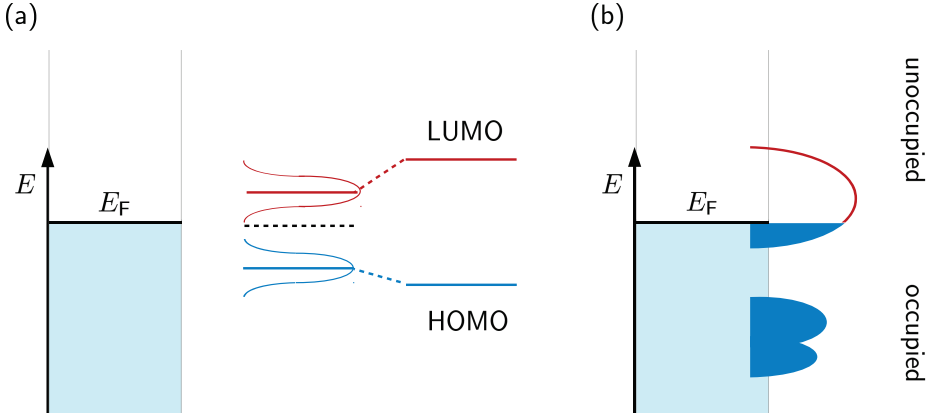 (a)
LUMO
E
E_F
HOMO
(b)
E
E_F
unoccupied
occupied